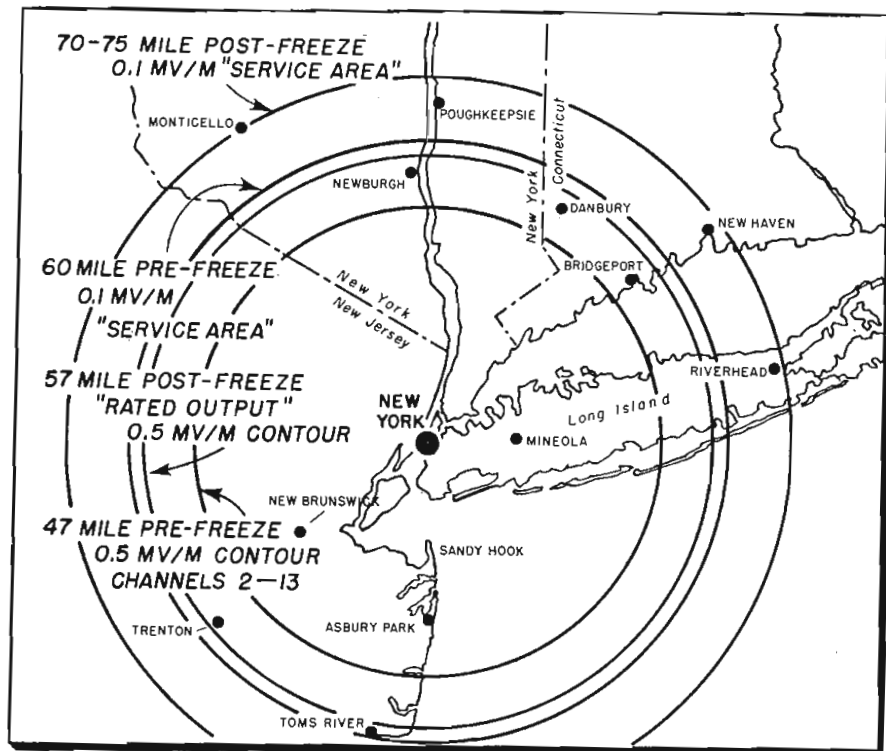 70-75 MILE POST-FREEZE
0.1 MV/M "SERVICE AREA"
POUGHKEEPSIE
MONTICELLO
NEWBURGH
New York
Connecticut
DANBURY
NEW HAVEN
BRIDGEPORT
60 MILE PRE-FREEZE
0.1 MV/M
"SERVICE AREA"
New York
New Jersey
57 MILE POST-FREEZE
"RATED OUTPUT"
0.5 MV/M CONTOUR
NEW
YORK
RIVERHEAD
Long Island
MINEOLA
NEW BRUNSWICK
47 MILE PRE-FREEZE
0.5 MV/M CONTOUR
CHANNELS 2-13
SANDY HOOK
TRENTON
ASBURY PARK
TOMS RIVER